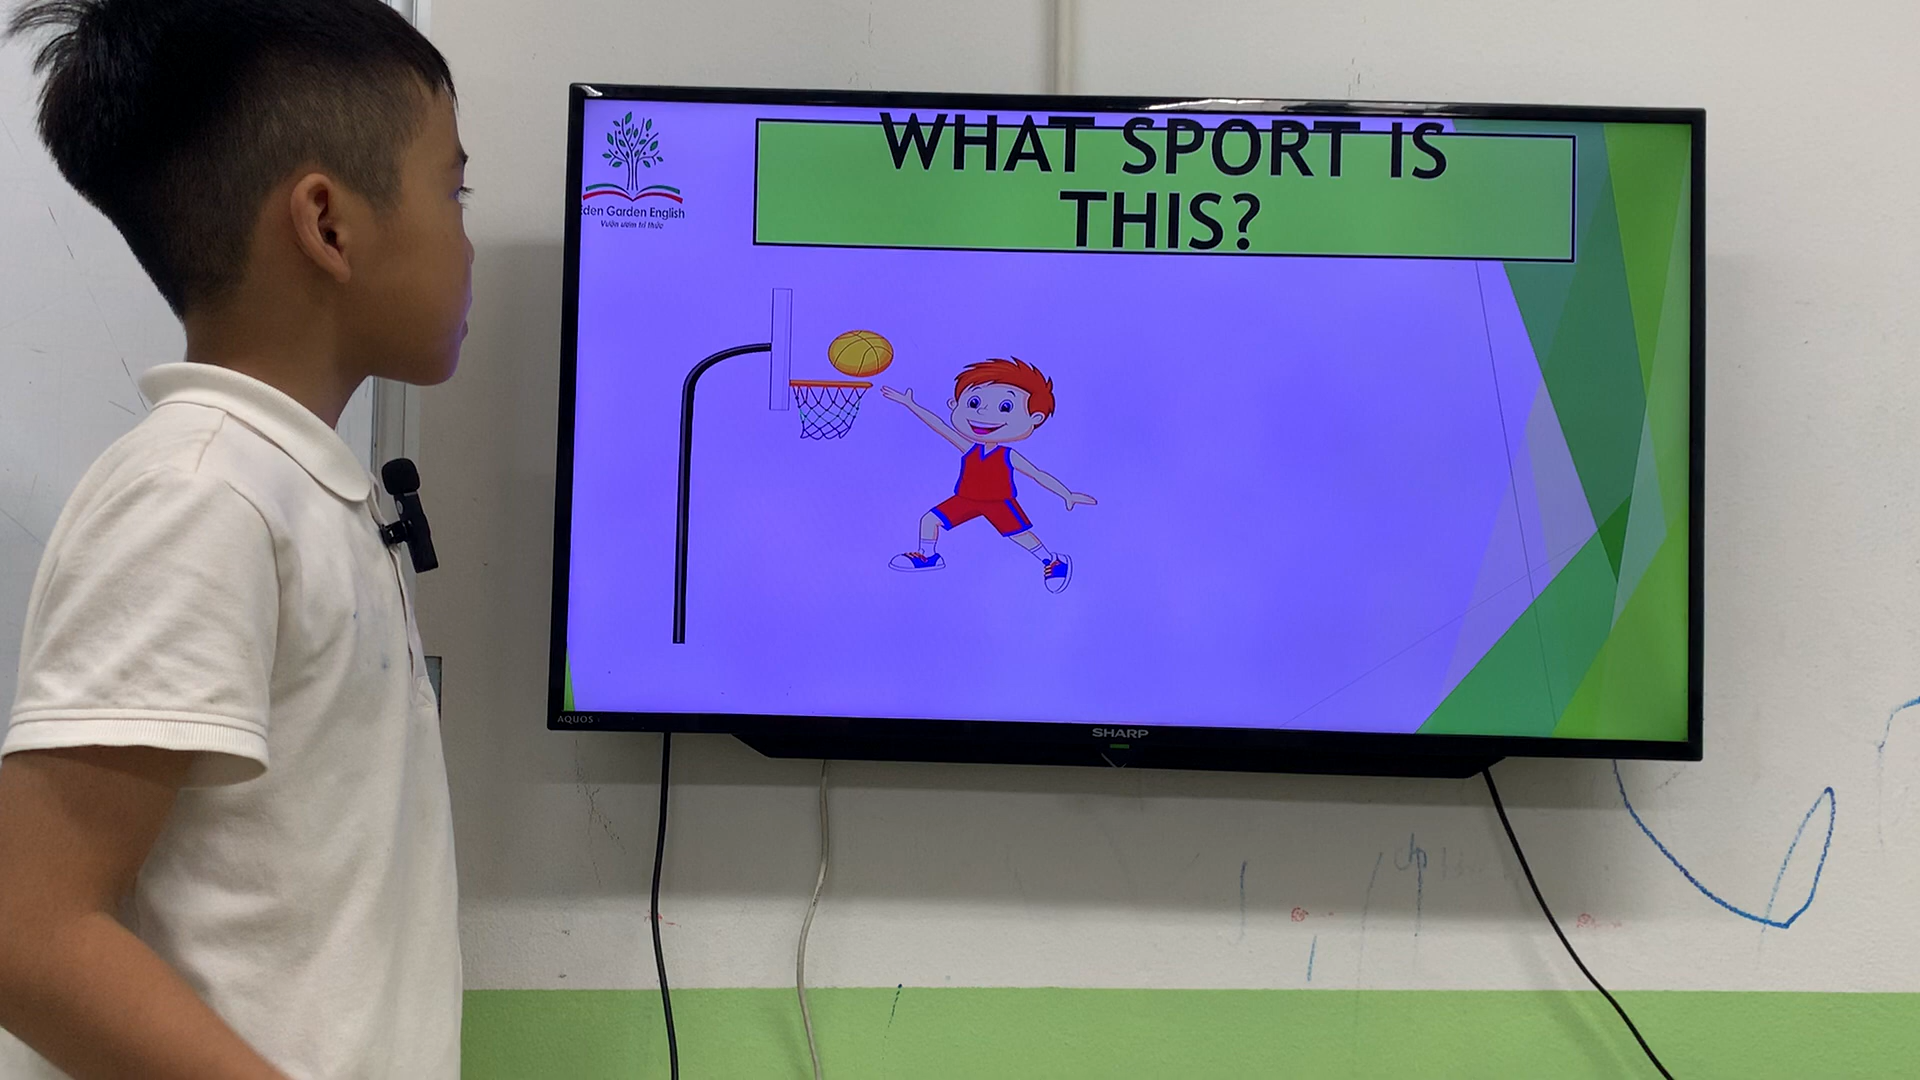 WHAT SPORT IS
THIS?
Eden Garden English
Vườn ươm tri thức
AQUOS
SHARP